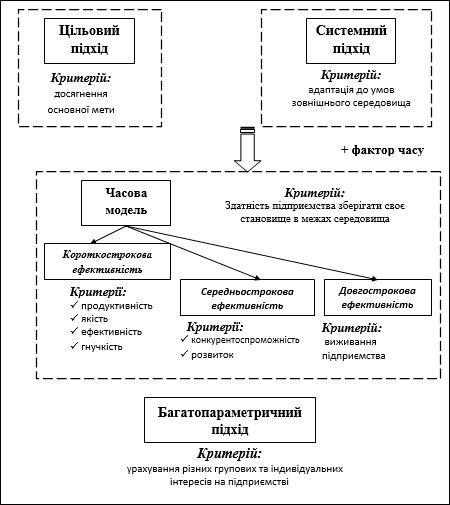 Цільовий
підхід
Критерій:
досягнення
основної мети
Системний
підхід
Критерій:
адаптація до умов
зовнішнього середовища
+ фактор часу
Часова
модель
Критерій:
Здатність підприємства зберігати своє
становище в межах середовища
Короткострокова
ефективність
Критерії:
✓ продуктивність
✓ якість
✓ ефективність
✓ гнучкість
Середньострокова
ефективність
Критерії:
✓ конкурентоспроможність
✓ розвиток
Довгострокова
ефективність
Критерій:
виживання
підприємства
Багатопараметричний
підхід
Критерій:
урахування різних групових та індивідуальних
інтересів на підприємстві